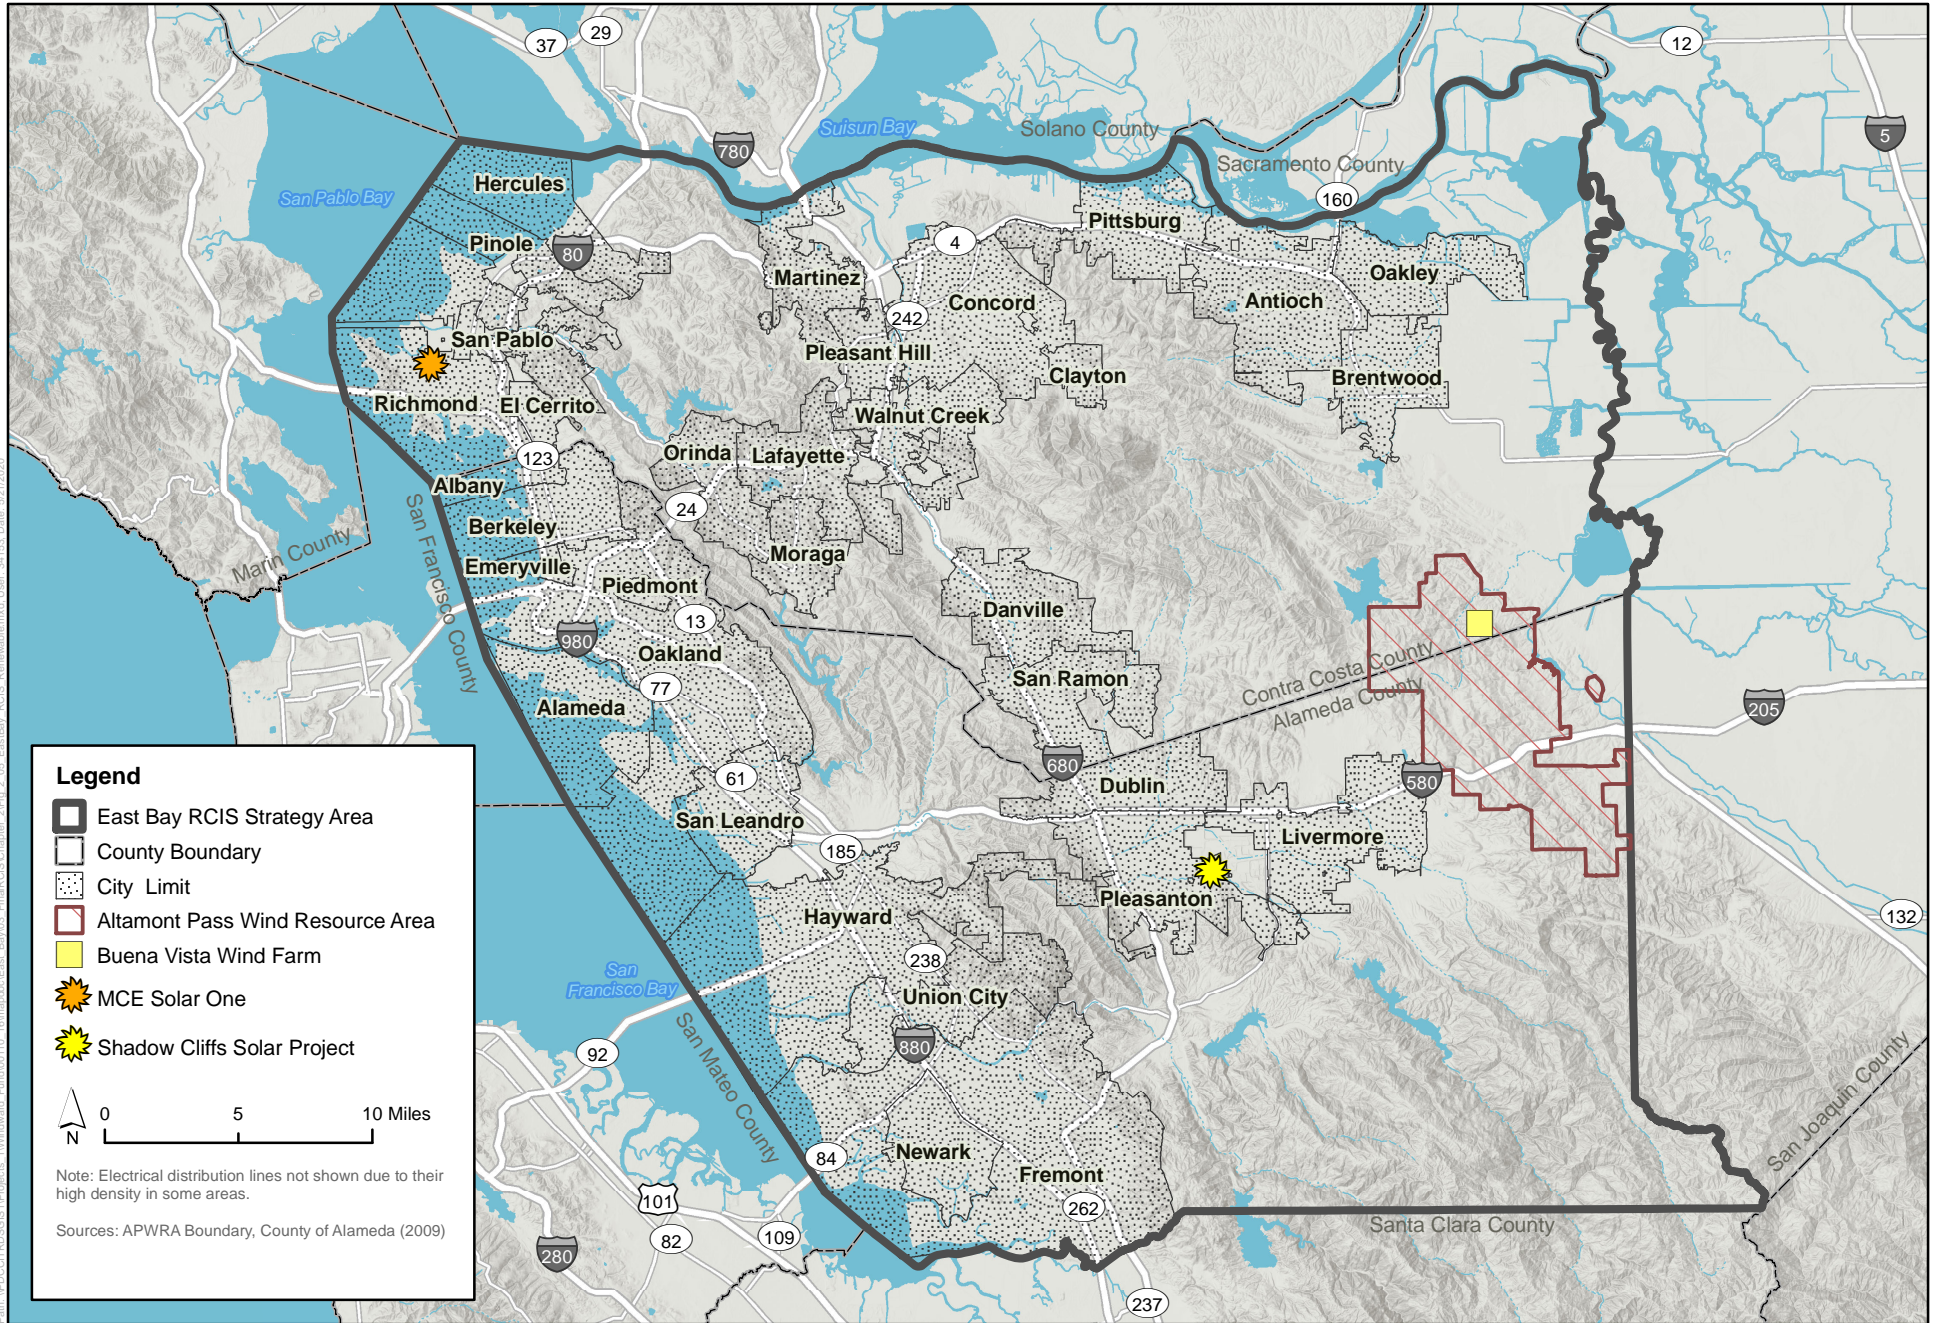 37
29
12
5
780
Suisun Bay
Solano County
Sacramento County
160
San Pablo Bay
Hercules
Pinole
80
4
Pittsburg
Martinez
Concord
Antioch
Oakley
242
San Pablo
Pleasant Hill
Clayton
Brentwood
Richmond
El Cerrito
Walnut Creek
123
Orinda
Lafayette
Albany
24
Berkeley
Moraga
Marin County
San Francisco County
Emeryville
Piedmont
Danville
13
980
Oakland
San Ramon
Contra Costa County
Alameda County
77
Alameda
205
680
61
Dublin
580
San Leandro
Livermore
185
Pleasanton
Hayward
132
238
San
Francisco Bay
Union City
880
San Mateo County
92
84
Newark
Fremont
262
San Joaquin County
Santa Clara County
101
82
109
280
237
Legend
East Bay RCIS Strategy Area
County Boundary
City Limit
Altamont Pass Wind Resource Area
Buena Vista Wind Farm
MCE Solar One
Shadow Cliffs Solar Project
N
0 5 10 Miles
Note: Electrical distribution lines not shown due to their
high density in some areas.
Sources: APWRA Boundary, County of Alameda (2009)